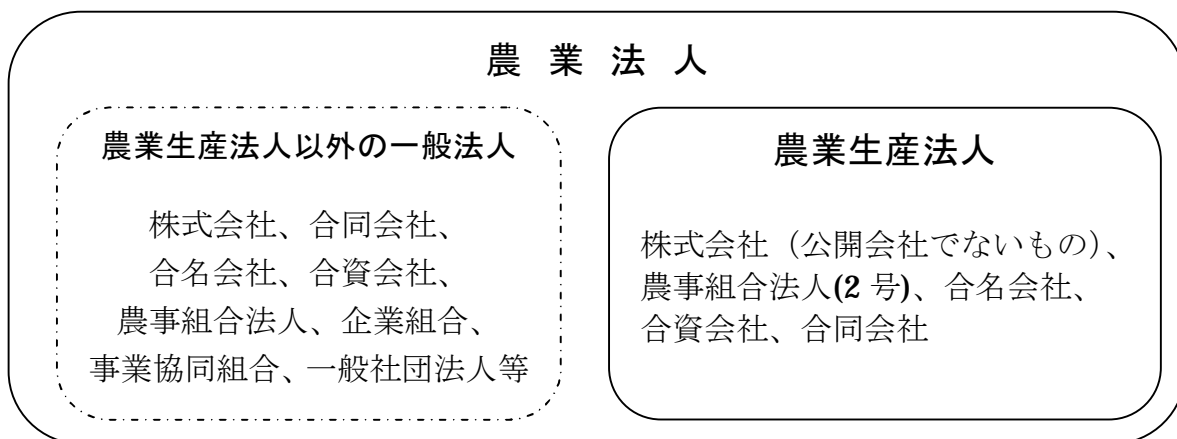 農業法人
農業生産法人以外の一般法人
株式会社、合同会社、
合名会社、合資会社、
農事組合法人、企業組合、
事業協同組合、一般社団法人等
農業生産法人
株式会社（公開会社でないもの）、
農事組合法人(2 号)、合名会社、
合資会社、合同会社